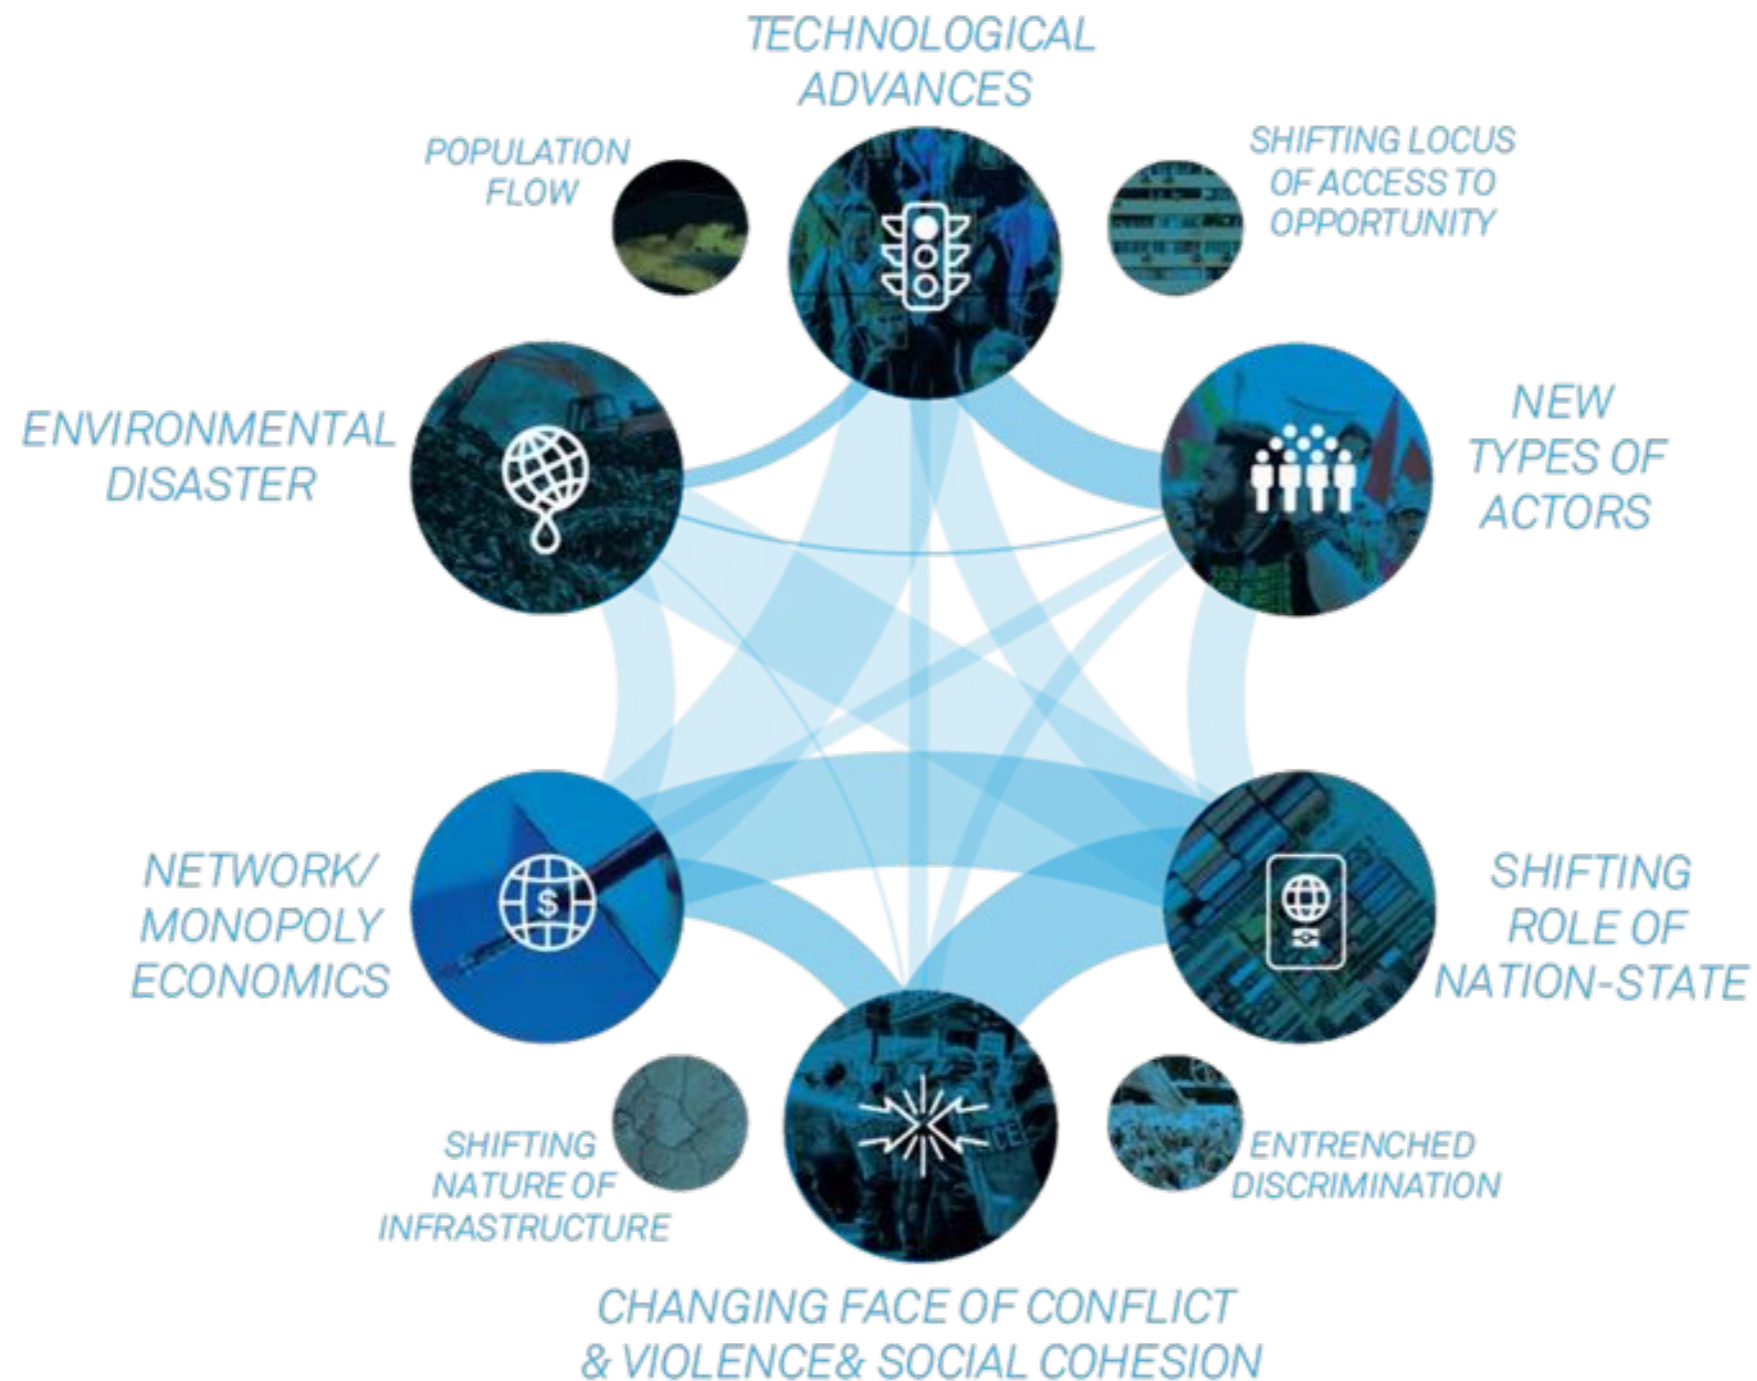 TECHNOLOGICAL
ADVANCES
POPULATION
FLOW
SHIFTING LOCUS
OF ACCESS TO
OPPORTUNITY
ENVIRONMENTAL
DISASTER
NEW
TYPES OF
ACTORS
NETWORK/
MONOPOLY
ECONOMICS
$
SHIFTING
ROLE OF
NATION-STATE
SHIFTING
NATURE OF
INFRASTRUCTURE
ENTRENCHED
DISCRIMINATION
CHANGING FACE OF CONFLICT
& VIOLENCE& SOCIAL COHESION